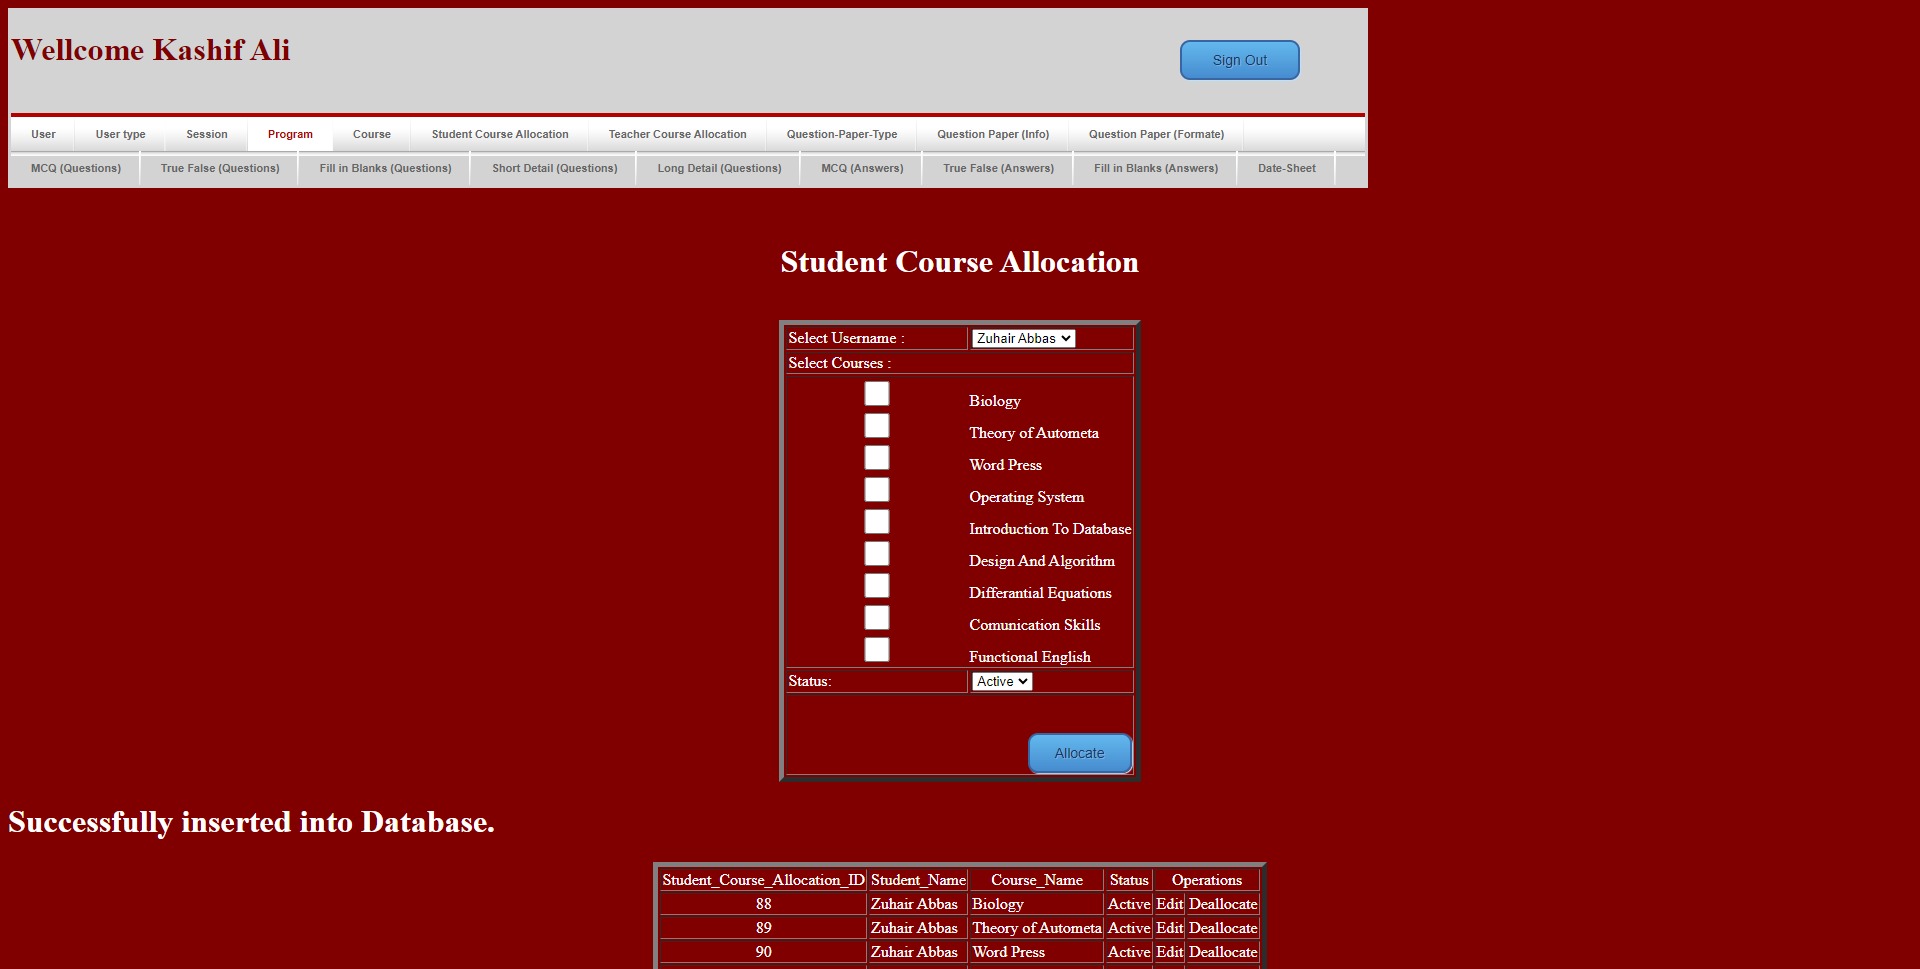 Wellcome Kashif Ali
Sign Out
User User type Session Program Course Student Course Allocation Teacher Course Allocation Question-Paper-Type Question Paper (Info) Question Paper (Formate)
MCQ (Questions) True False (Questions) Fill in Blanks (Questions) Short Detail (Questions) Long Detail (Questions) MCQ (Answers) True False (Answers) Fill in Blanks (Answers) Date-Sheet
Student Course Allocation
Select Username : Zuhair Abbas
Select Courses :
Biology
Theory of Autometa
Word Press
Operating System
Introduction To Database
Design And Algorithm
Differantial Equations
Comunication Skills
Functional English
Status: Active
Allocate
Successfully inserted into Database.
Student_Course_Allocation_ID Student_Name Course_Name Status Operations
88 Zuhair Abbas Biology Active Edit Deallocate
89 Zuhair Abbas Theory of Autometa Active Edit Deallocate
90 Zuhair Abbas Word Press Active Edit Deallocate